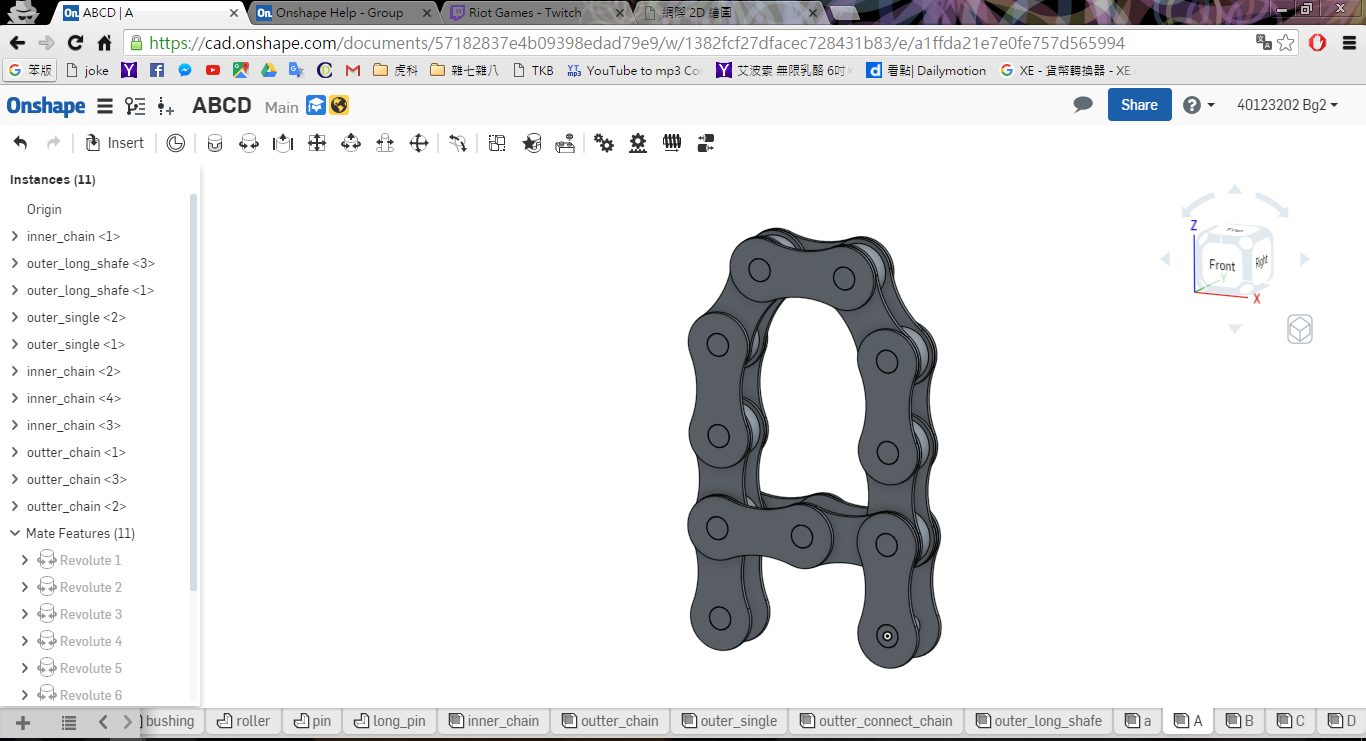 ABCD | A
Onshape Help - Group
Riot Games - Twitch
網際 2D 繪圖
https://cad.onshape.com/documents/57182837e4b09398edad79e9/w/1382fcf27dfacec728431b83/e/a1ffda21e7e0fe757d565994
笨版 joke 虎科 雜七雜八 TKB YouTube to mp3 Con 艾波索 無限乳酪 6吋 看點| Dailymotion XE - 貨幣轉換器 - XE
Onshape ABCD Main Share 40123202 Bg2
Insert
Instances (11)
Origin
inner_chain <1>
outer_long_shafe <3>
outer_long_shafe <1>
outer_single <2>
outer_single <1>
inner_chain <2>
inner_chain <4>
inner_chain <3>
outter_chain <1>
outter_chain <3>
outter_chain <2>
Mate Features (11)
Revolute 1
Revolute 2
Revolute 3
Revolute 4
Revolute 5
Revolute 6
Z
Top
Front
Right
Y
X
bushing roller pin long_pin inner_chain outter_chain outer_single outter_connect_chain outer_long_shafe a A B C D